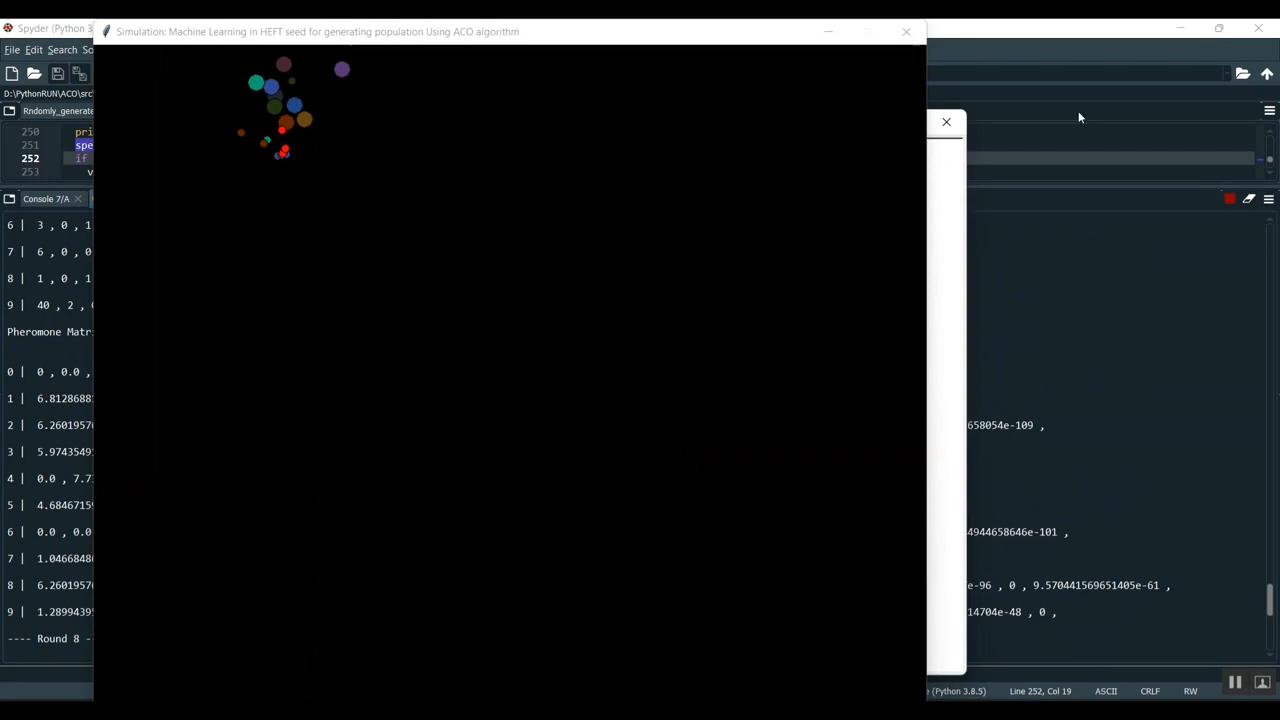 Spyder (Python 3
Simulation: Machine Learning in HEFT seed for generating population Using ACO algorithm
File Edit Search So
D:\PythonRUN\ACO\src
Rndomly_generate
250 pri
251 spe
252 if
253 v
Console 7/A
6 | 3 , 0 , 1
7 | 6 , 0 , 0
8 | 1 , 0 , 1
9 | 40 , 2 ,
Pheromone Matr
0 | 0 , 0.0 ,
1 | 6.8128688
2 | 6.2601957
658054e-109 ,
3 | 5.9743549
4 | 0.0 , 7.7
5 | 4.6846715
6 | 0.0 , 0.0
4944658646e-101 ,
7 | 1.0466848
8 | 6.2601957
e-96 , 0 , 9.570441569651405e-61 ,
9 | 1.2899439
14704e-48 , 0 ,
---- Round 8 --
e (Python 3.8.5) Line 252, Col 19 ASCII CRLF RW